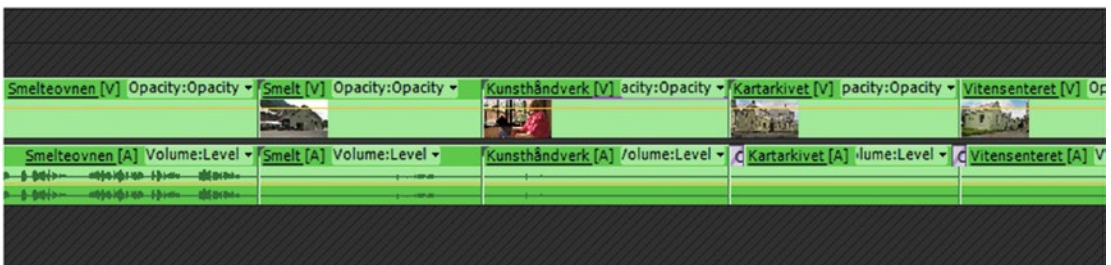 Smelteovnen [V] Opacity:Opacity Smelt [V] Opacity:Opacity Kunsthåndverk [V] acity:Opacity Kartarkivet [V] pacity:Opacity Vitensenteret [V] Op
Smelteovnen [A] Volume:Level Smelt [A] Volume:Level Kunsthåndverk [A] /olume:Level Kartarkivet [A] lume:Level Vitensenteret [A] V